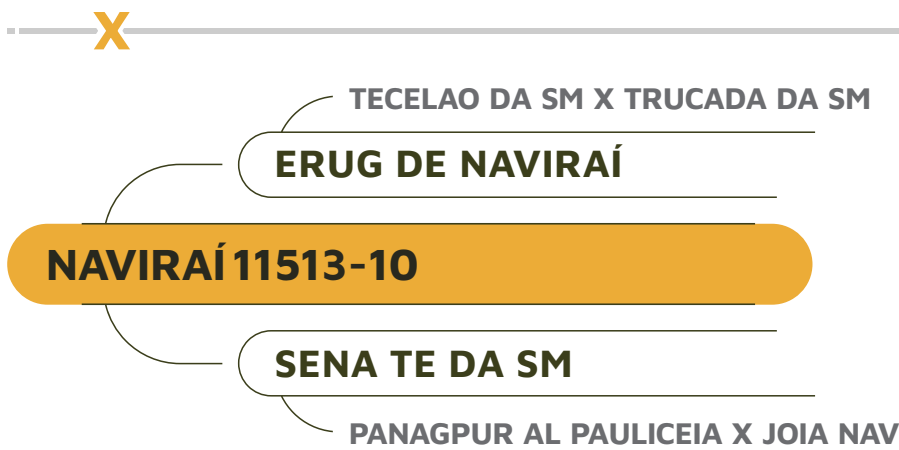 X
TECELAO DA SM X TRUCADA DA SM
ERUG DE NAVIRAÍ
NAVIRAÍ 11513-10
SENA TE DA SM
PANAGPUR AL PAULICEIA X JOIA NAV